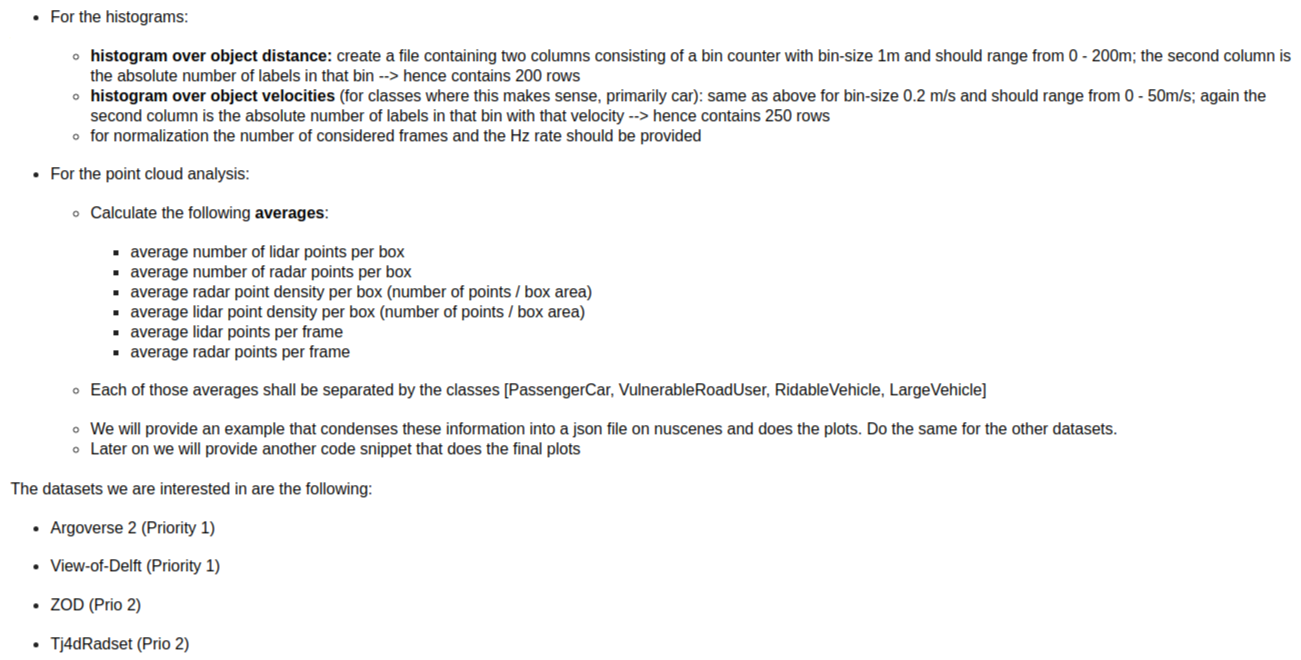 For the histograms:
histogram over object distance: create a file containing two columns consisting of a bin counter with bin-size 1m and should range from 0 - 200m; the second column is
the absolute number of labels in that bin --> hence contains 200 rows
histogram over object velocities (for classes where this makes sense, primarily car): same as above for bin-size 0.2 m/s and should range from 0 - 50m/s; again the
second column is the absolute number of labels in that bin with that velocity --> hence contains 250 rows
for normalization the number of considered frames and the Hz rate should be provided
For the point cloud analysis:
Calculate the following averages:
average number of lidar points per box
average number of radar points per box
average radar point density per box (number of points / box area)
average lidar point density per box (number of points / box area)
average lidar points per frame
average radar points per frame
Each of those averages shall be separated by the classes [PassengerCar, VulnerableRoadUser, RidableVehicle, LargeVehicle]
We will provide an example that condenses these information into a json file on nuscenes and does the plots. Do the same for the other datasets.
Later on we will provide another code snippet that does the final plots
The datasets we are interested in are the following:
Argoverse 2 (Priority 1)
View-of-Delft (Priority 1)
ZOD (Prio 2)
Tj4dRadset (Prio 2)